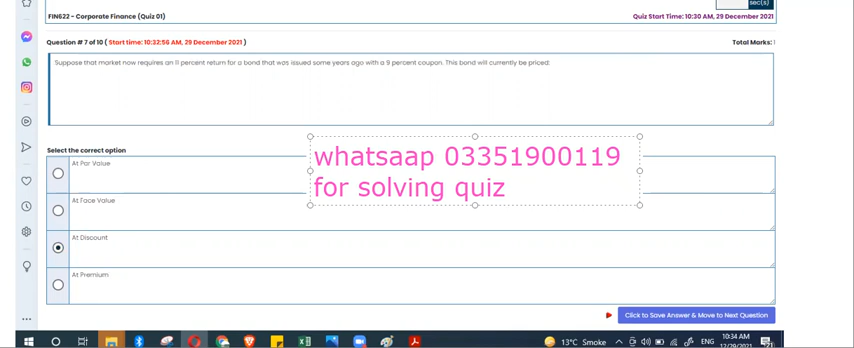 sec(s)
FIN622 - Corporate Finance (Quiz 01)
Quiz Start Time: 10:30 AM, 29 December 2021
Question # 7 of 10 ( Start time: 10:32:56 AM, 29 December 2021 )
Total Marks: 1
Suppose that market now requires an 11 percent return for a bond that was issued some years ago with a 9 percent coupon. This bond will currently be priced:
Select the correct option
At Par Value
At Face Value
At Discount
At Premium
whatsaap 03351900119
for solving quiz
Click to Save Answer & Move to Next Question
13°C Smoke
ENG
10:34 AM
12/29/2021